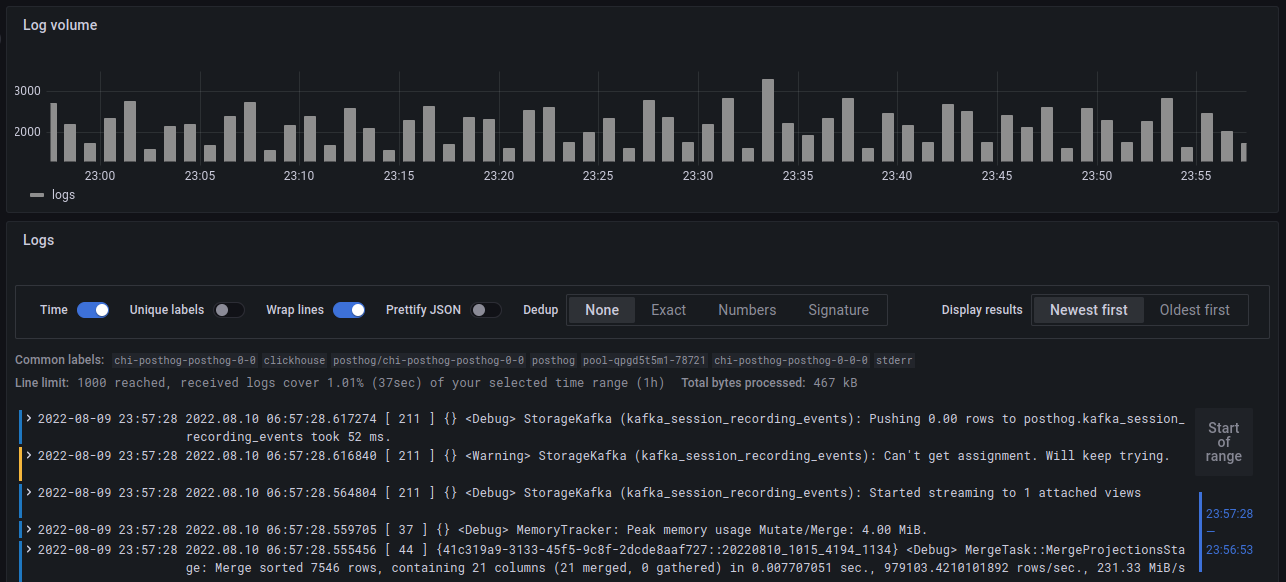 Log volume
3000
2000
23:00 23:05 23:10 23:15 23:20 23:25 23:30 23:35 23:40 23:45 23:50 23:55
logs
Logs
Time Unique labels Wrap lines Prettify JSON Dedup None Exact Numbers Signature Display results Newest first Oldest first
Common labels: chi-posthog-posthog-0-0 clickhouse posthog/chi-posthog-posthog-0-0 posthog pool-qpgd5t5m1-78721 chi-posthog-posthog-0-0-0 stderr
Line limit: 1000 reached, received logs cover 1.01% (37sec) of your selected time range (1h) Total bytes processed: 467 kB
2022-08-09 23:57:28 2022.08.10 06:57:28.617274 [ 211 ] {} <Debug> StorageKafka (kafka_session_recording_events): Pushing 0.00 rows to posthog.kafka_session_
recording_events took 52 ms.
2022-08-09 23:57:28 2022.08.10 06:57:28.616840 [ 211 ] {} <Warning> StorageKafka (kafka_session_recording_events): Can't get assignment. Will keep trying.
2022-08-09 23:57:28 2022.08.10 06:57:28.564804 [ 211 ] {} <Debug> StorageKafka (kafka_session_recording_events): Started streaming to 1 attached views
2022-08-09 23:57:28 2022.08.10 06:57:28.559705 [ 37 ] {} <Debug> MemoryTracker: Peak memory usage Mutate/Merge: 4.00 MiB.
2022-08-09 23:57:28 2022.08.10 06:57:28.555456 [ 44 ] {41c319a9-3133-45f5-9c8f-2dcde8aaf727::20220810_1015_4194_1134} <Debug> MergeTask::MergeProjectionsSta
ge: Merge sorted 7546 rows, containing 21 columns (21 merged, 0 gathered) in 0.007707051 sec., 979103.4210101892 rows/sec., 231.33 MiB/s
Start
of
range
23:57:28
—
23:56:53